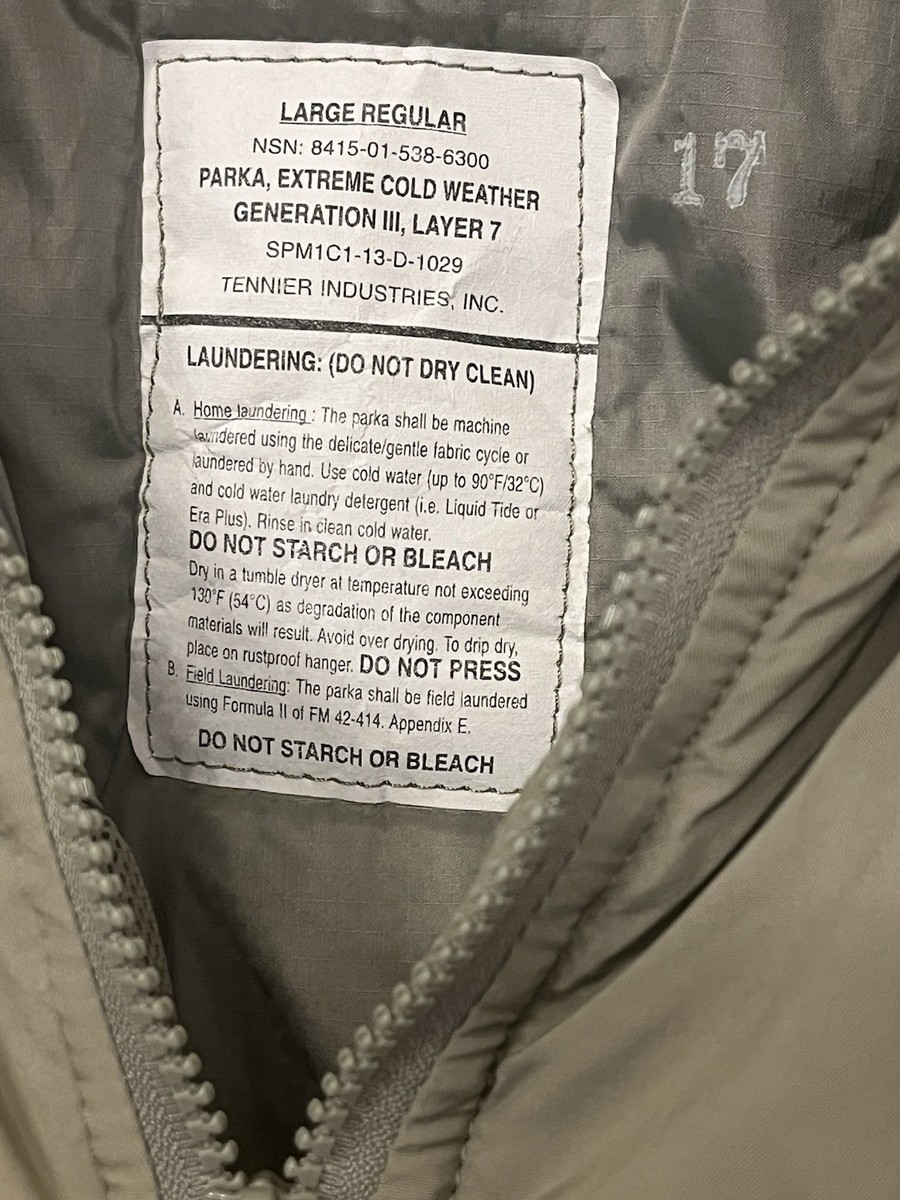 LARGE REGULAR
NSN: 8415-01-538-6300
PARKA, EXTREME COLD WEATHER
GENERATION III, LAYER 7
SPM1C1-13-D-1029
TENNIER INDUSTRIES, INC.
17
LAUNDERING: (DO NOT DRY CLEAN)
A. Home laundering : The parka shall be machine
laundered using the delicate/gentle fabric cycle or
laundered by hand. Use cold water (up to 90°F/32°C)
and cold water laundry detergent (i.e. Liquid Tide or
Era Plus). Rinse in clean cold water.
DO NOT STARCH OR BLEACH
Dry in a tumble dryer at temperature not exceeding
130°F (54°C) as degradation of the component
materials will result. Avoid over drying. To drip dry,
place on rustproof hanger. DO NOT PRESS
B. Field Laundering: The parka shall be field laundered
using Formula II of FM 42-414. Appendix E.
DO NOT STARCH OR BLEACH